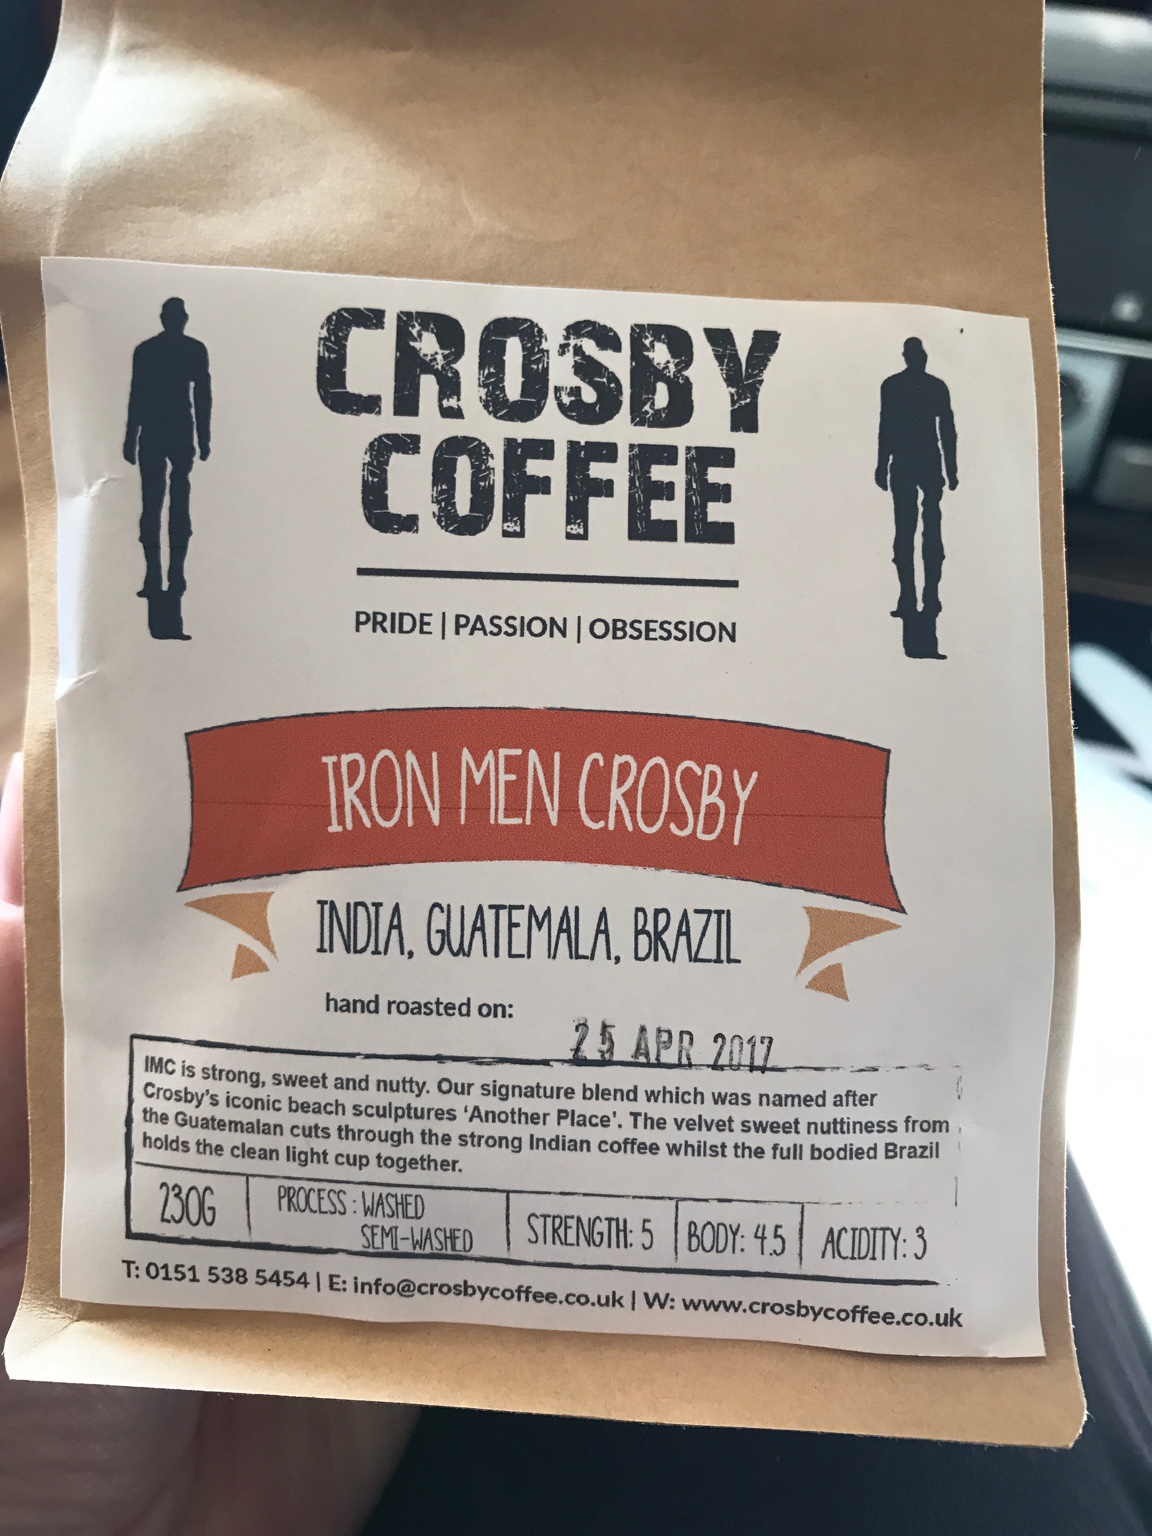 CROSBY
COFFEE
PRIDE | PASSION | OBSESSION
IRON MEN CROSBY
INDIA, GUATEMALA, BRAZIL
hand roasted on:
25 APR 2017
IMC is strong, sweet and nutty. Our signature blend which was named after
Crosby's iconic beach sculptures 'Another Place'. The velvet sweet nuttiness from
the Guatemalan cuts through the strong Indian coffee whilst the full bodied Brazil
holds the clean light cup together.
230G
PROCESS : WASHED
SEMI-WASHED
STRENGTH: 5
BODY: 4.5
ACIDITY: 3
T: 0151 538 5454 | E: info@crosbycoffee.co.uk | W: www.crosbycoffee.co.uk